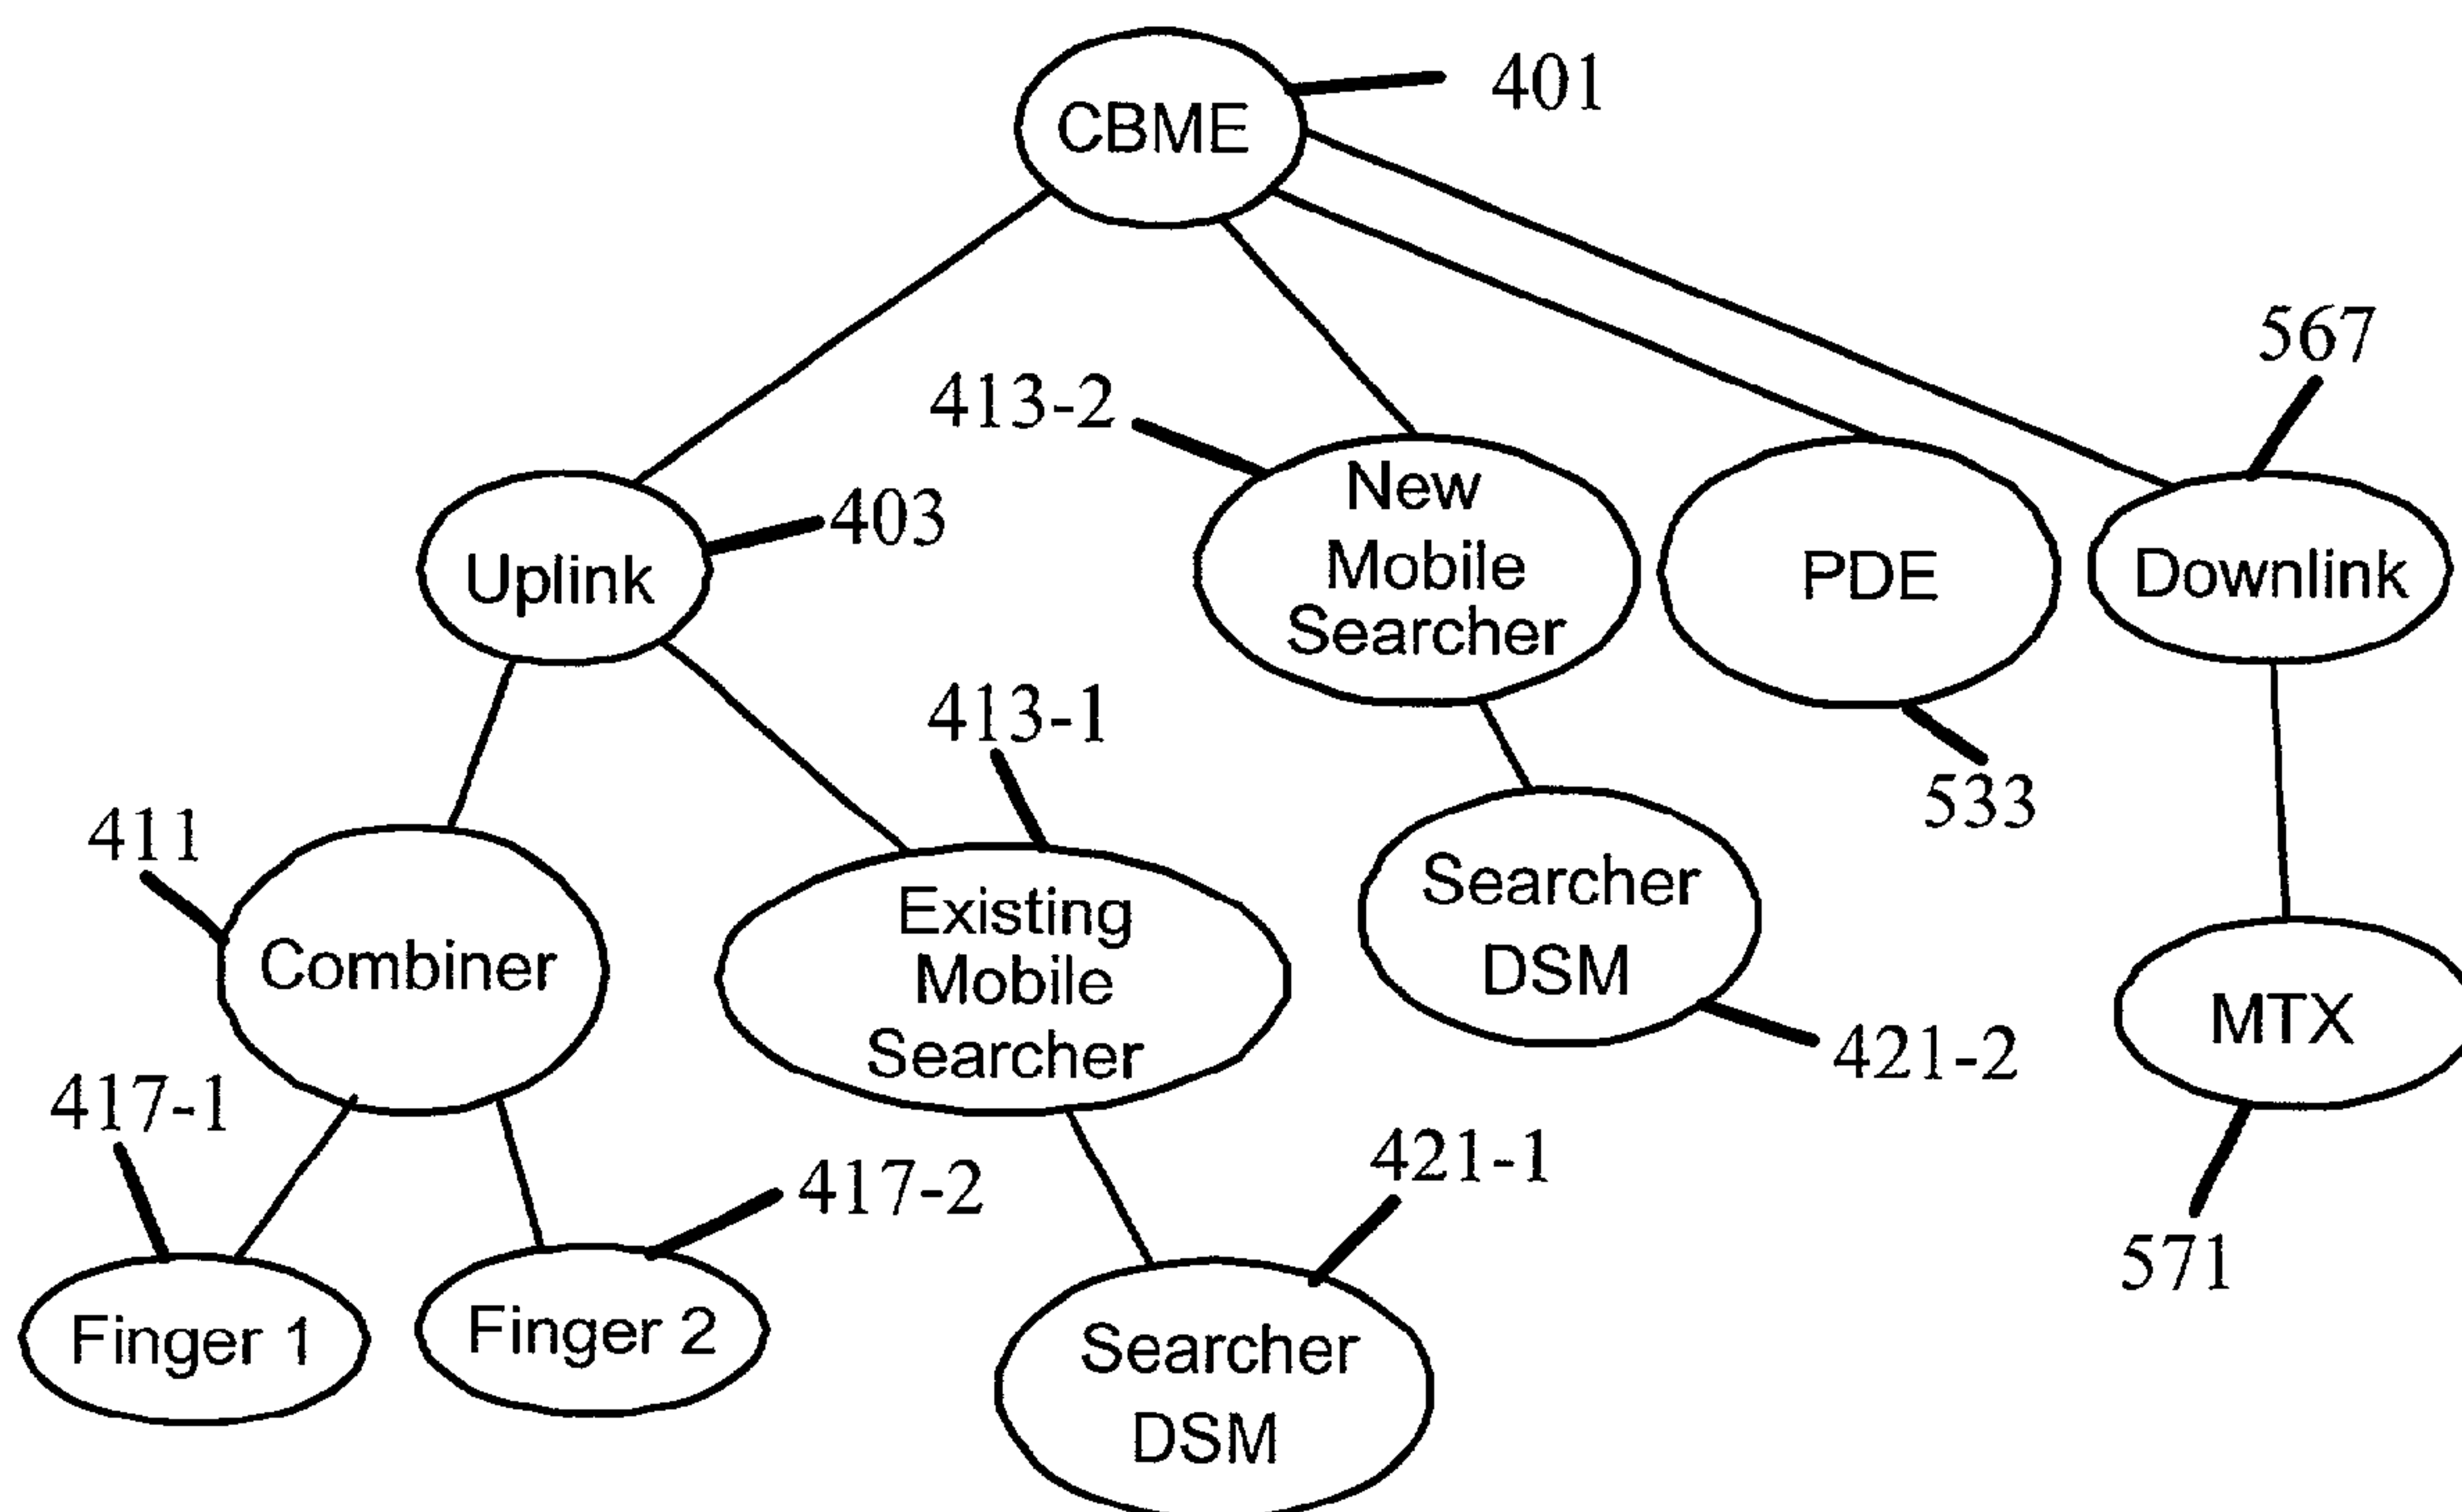 CBME
401
567
413-2
New
Mobile
Searcher
PDE
Downlink
Uplink
403
413-1
533
411
Combiner
Existing
Mobile
Searcher
Searcher
DSM
421-2
MTX
571
417-1
417-2
421-1
Finger 1
Finger 2
Searcher
DSM